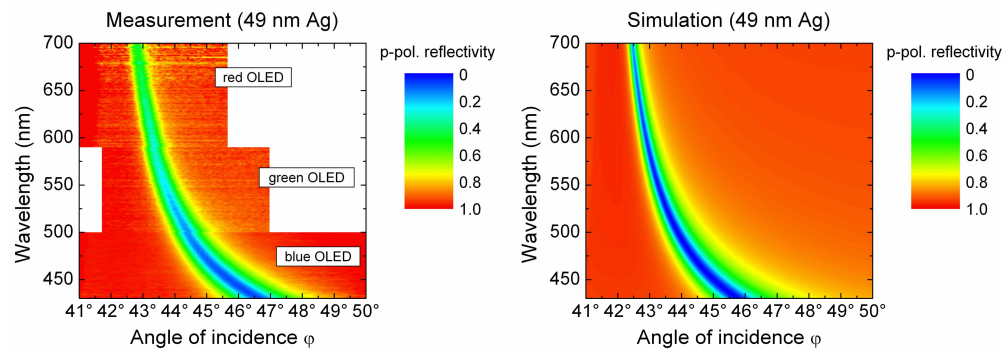 Measurement (49 nm Ag)
700
650
600
550
500
450
Wavelength (nm)
red OLED
green OLED
blue OLED
41° 42° 43° 44° 45° 46° 47° 48° 49° 50°
Angle of incidence φ
p-pol. reflectivity
0
0.2
0.4
0.6
0.8
1.0
Simulation (49 nm Ag)
700
650
600
550
500
450
Wavelength (nm)
41° 42° 43° 44° 45° 46° 47° 48° 49° 50°
Angle of incidence φ
p-pol. reflectivity
0
0.2
0.4
0.6
0.8
1.0